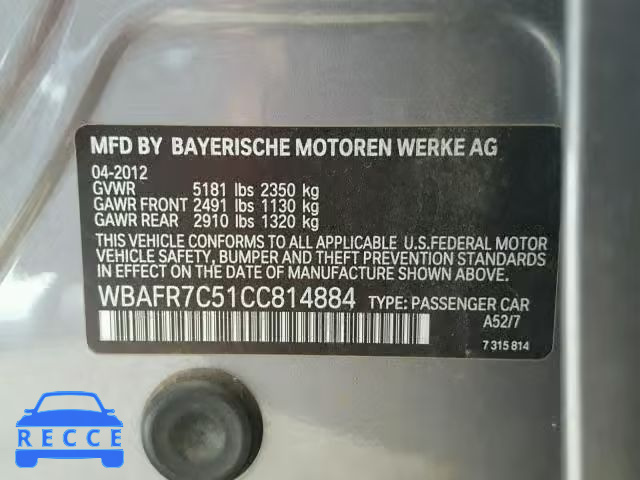 MFD BY BAYERISCHE MOTOREN WERKE AG
04-2012
GVWR 5181 lbs 2350 kg
GAWR FRONT 2491 lbs 1130 kg
GAWR REAR 2910 lbs 1320 kg
THIS VEHICLE CONFORMS TO ALL APPLICABLE U.S.FEDERAL MOTOR
VEHICLE SAFETY, BUMPER AND THEFT PREVENTION STANDARDS
IN EFFECT ON THE DATE OF MANUFACTURE SHOWN ABOVE.
WBAFR7C51CC814884 TYPE: PASSENGER CAR
A52/7
7 315 814
RECCE